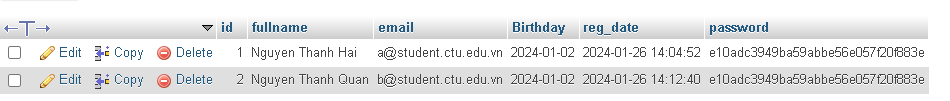 id fullname email Birthday reg_date password
Edit Copy Delete 1 Nguyen Thanh Hai a@student.ctu.edu.vn 2024-01-02 2024-01-26 14:04:52 e10adc3949ba59abbe56e057f20f883e
Edit Copy Delete 2 Nguyen Thanh Quan b@student.ctu.edu.vn 2024-01-02 2024-01-26 14:12:40 e10adc3949ba59abbe56e057f20f883e